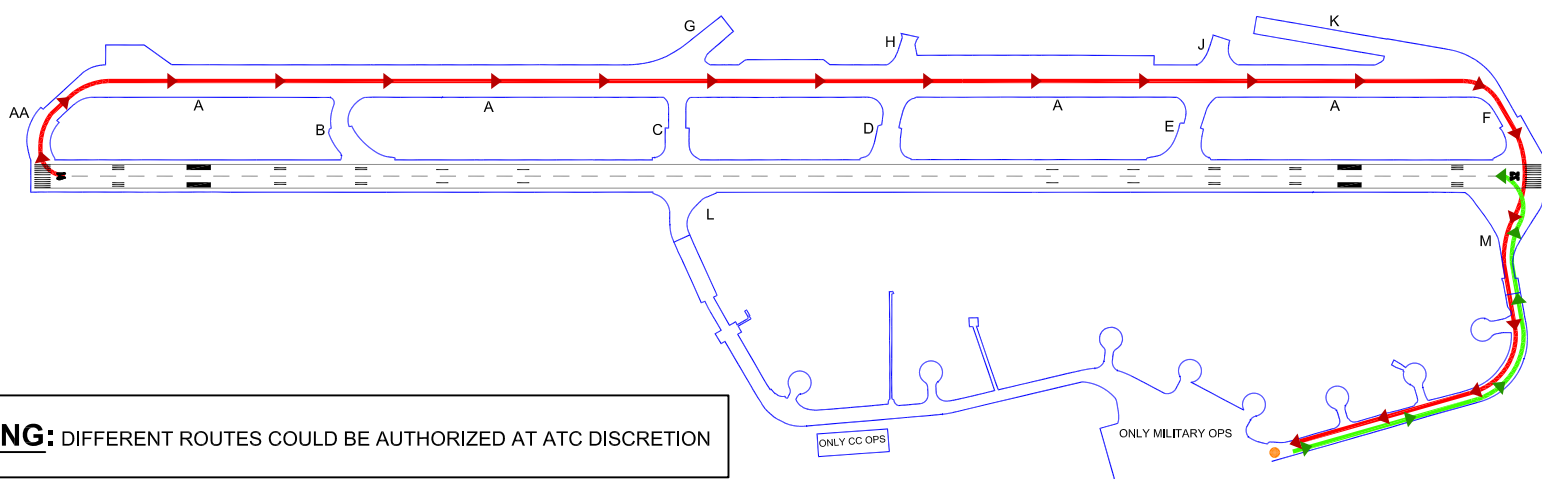 K
G
H
J
AA
A
A
A
A
B
C
D
E
F
L
M
ONLY CC OPS
ONLY MILITARY OPS
NG: DIFFERENT ROUTES COULD BE AUTHORIZED AT ATC DISCRETION